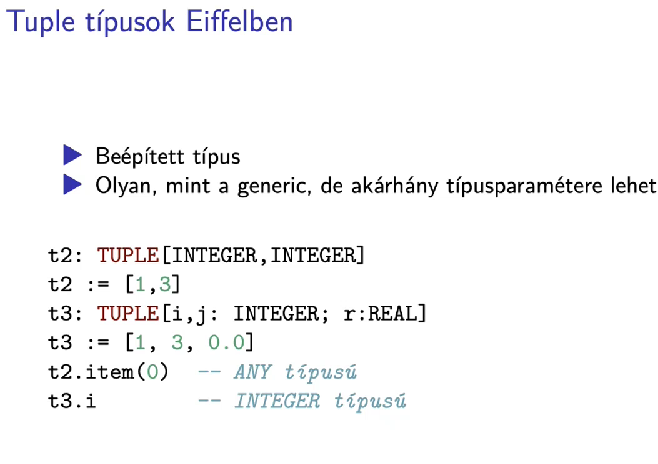 Tuple típusok Eiffelben
Beépített típus
Olyan, mint a generic, de akárhány típusparamétere lehet
t2: TUPLE[INTEGER,INTEGER]
t2 := [1,3]
t3: TUPLE[i,j: INTEGER; r:REAL]
t3 := [1, 3, 0.0]
t2.item(0)  -- ANY típusú
t3.i        -- INTEGER típusú